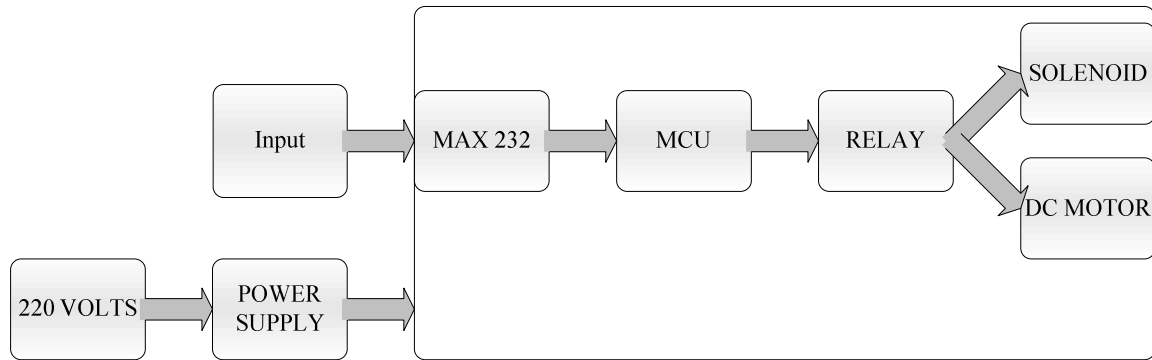 SOLENOID
Input
MAX 232
MCU
RELAY
DC MOTOR
220 VOLTS
POWER
SUPPLY